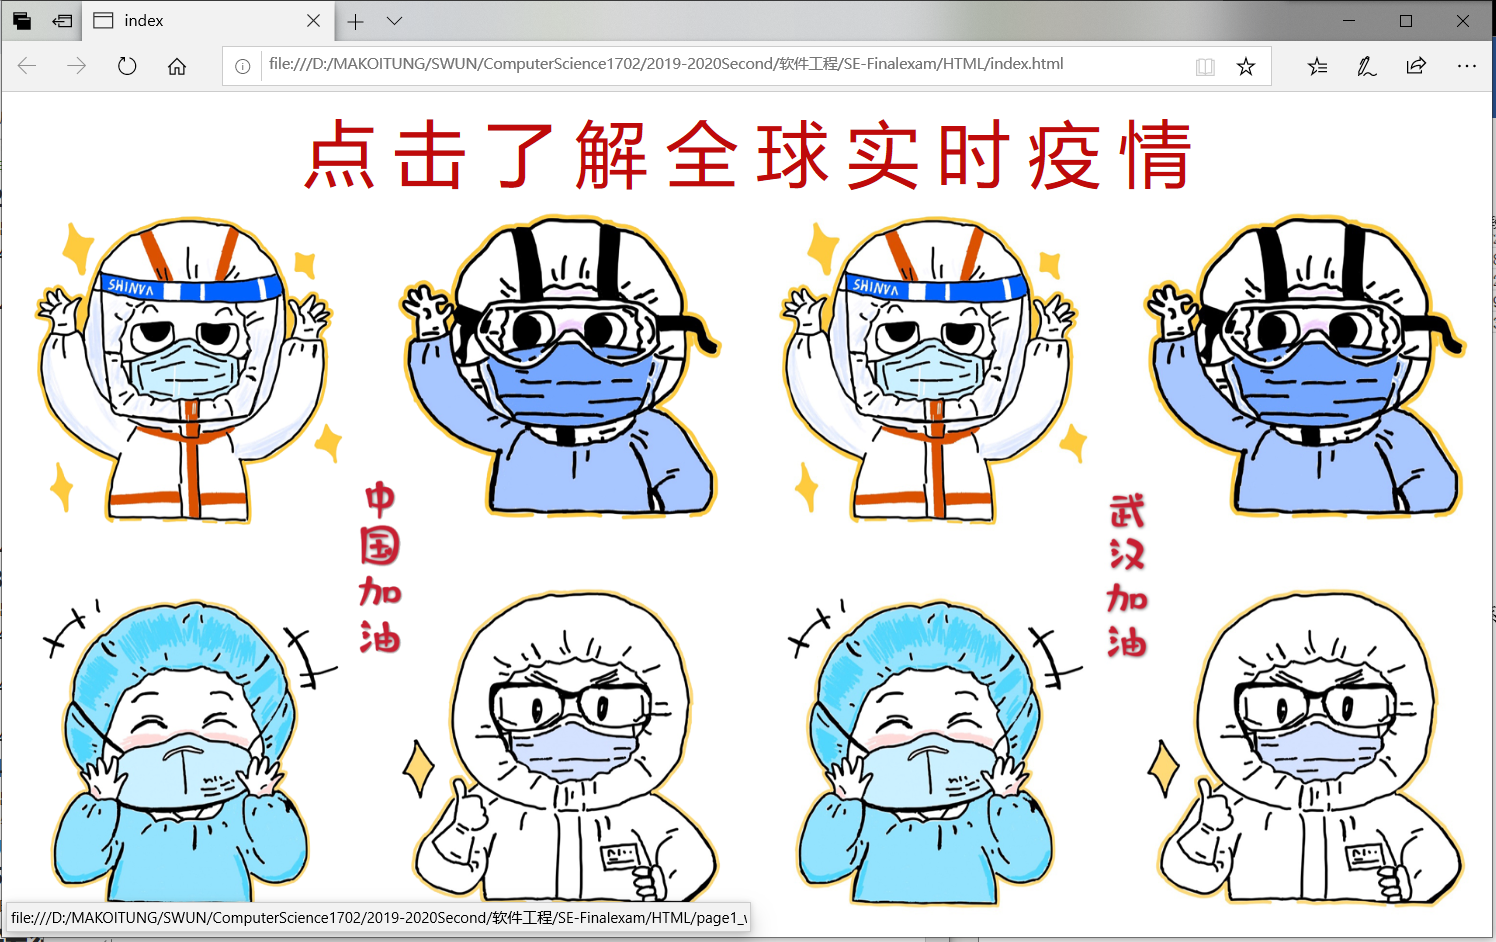 index
file:///D:/MAKOITUNG/SWUN/ComputerScience1702/2019-2020Second/软件工程/SE-Finalexam/HTML/index.html
点击了解全球实时疫情
SHINVA
SHINVA
中国加油
武汉加油
file:///D:/MAKOITUNG/SWUN/ComputerScience1702/2019-2020Second/软件工程/SE-Finalexam/HTML/page1_